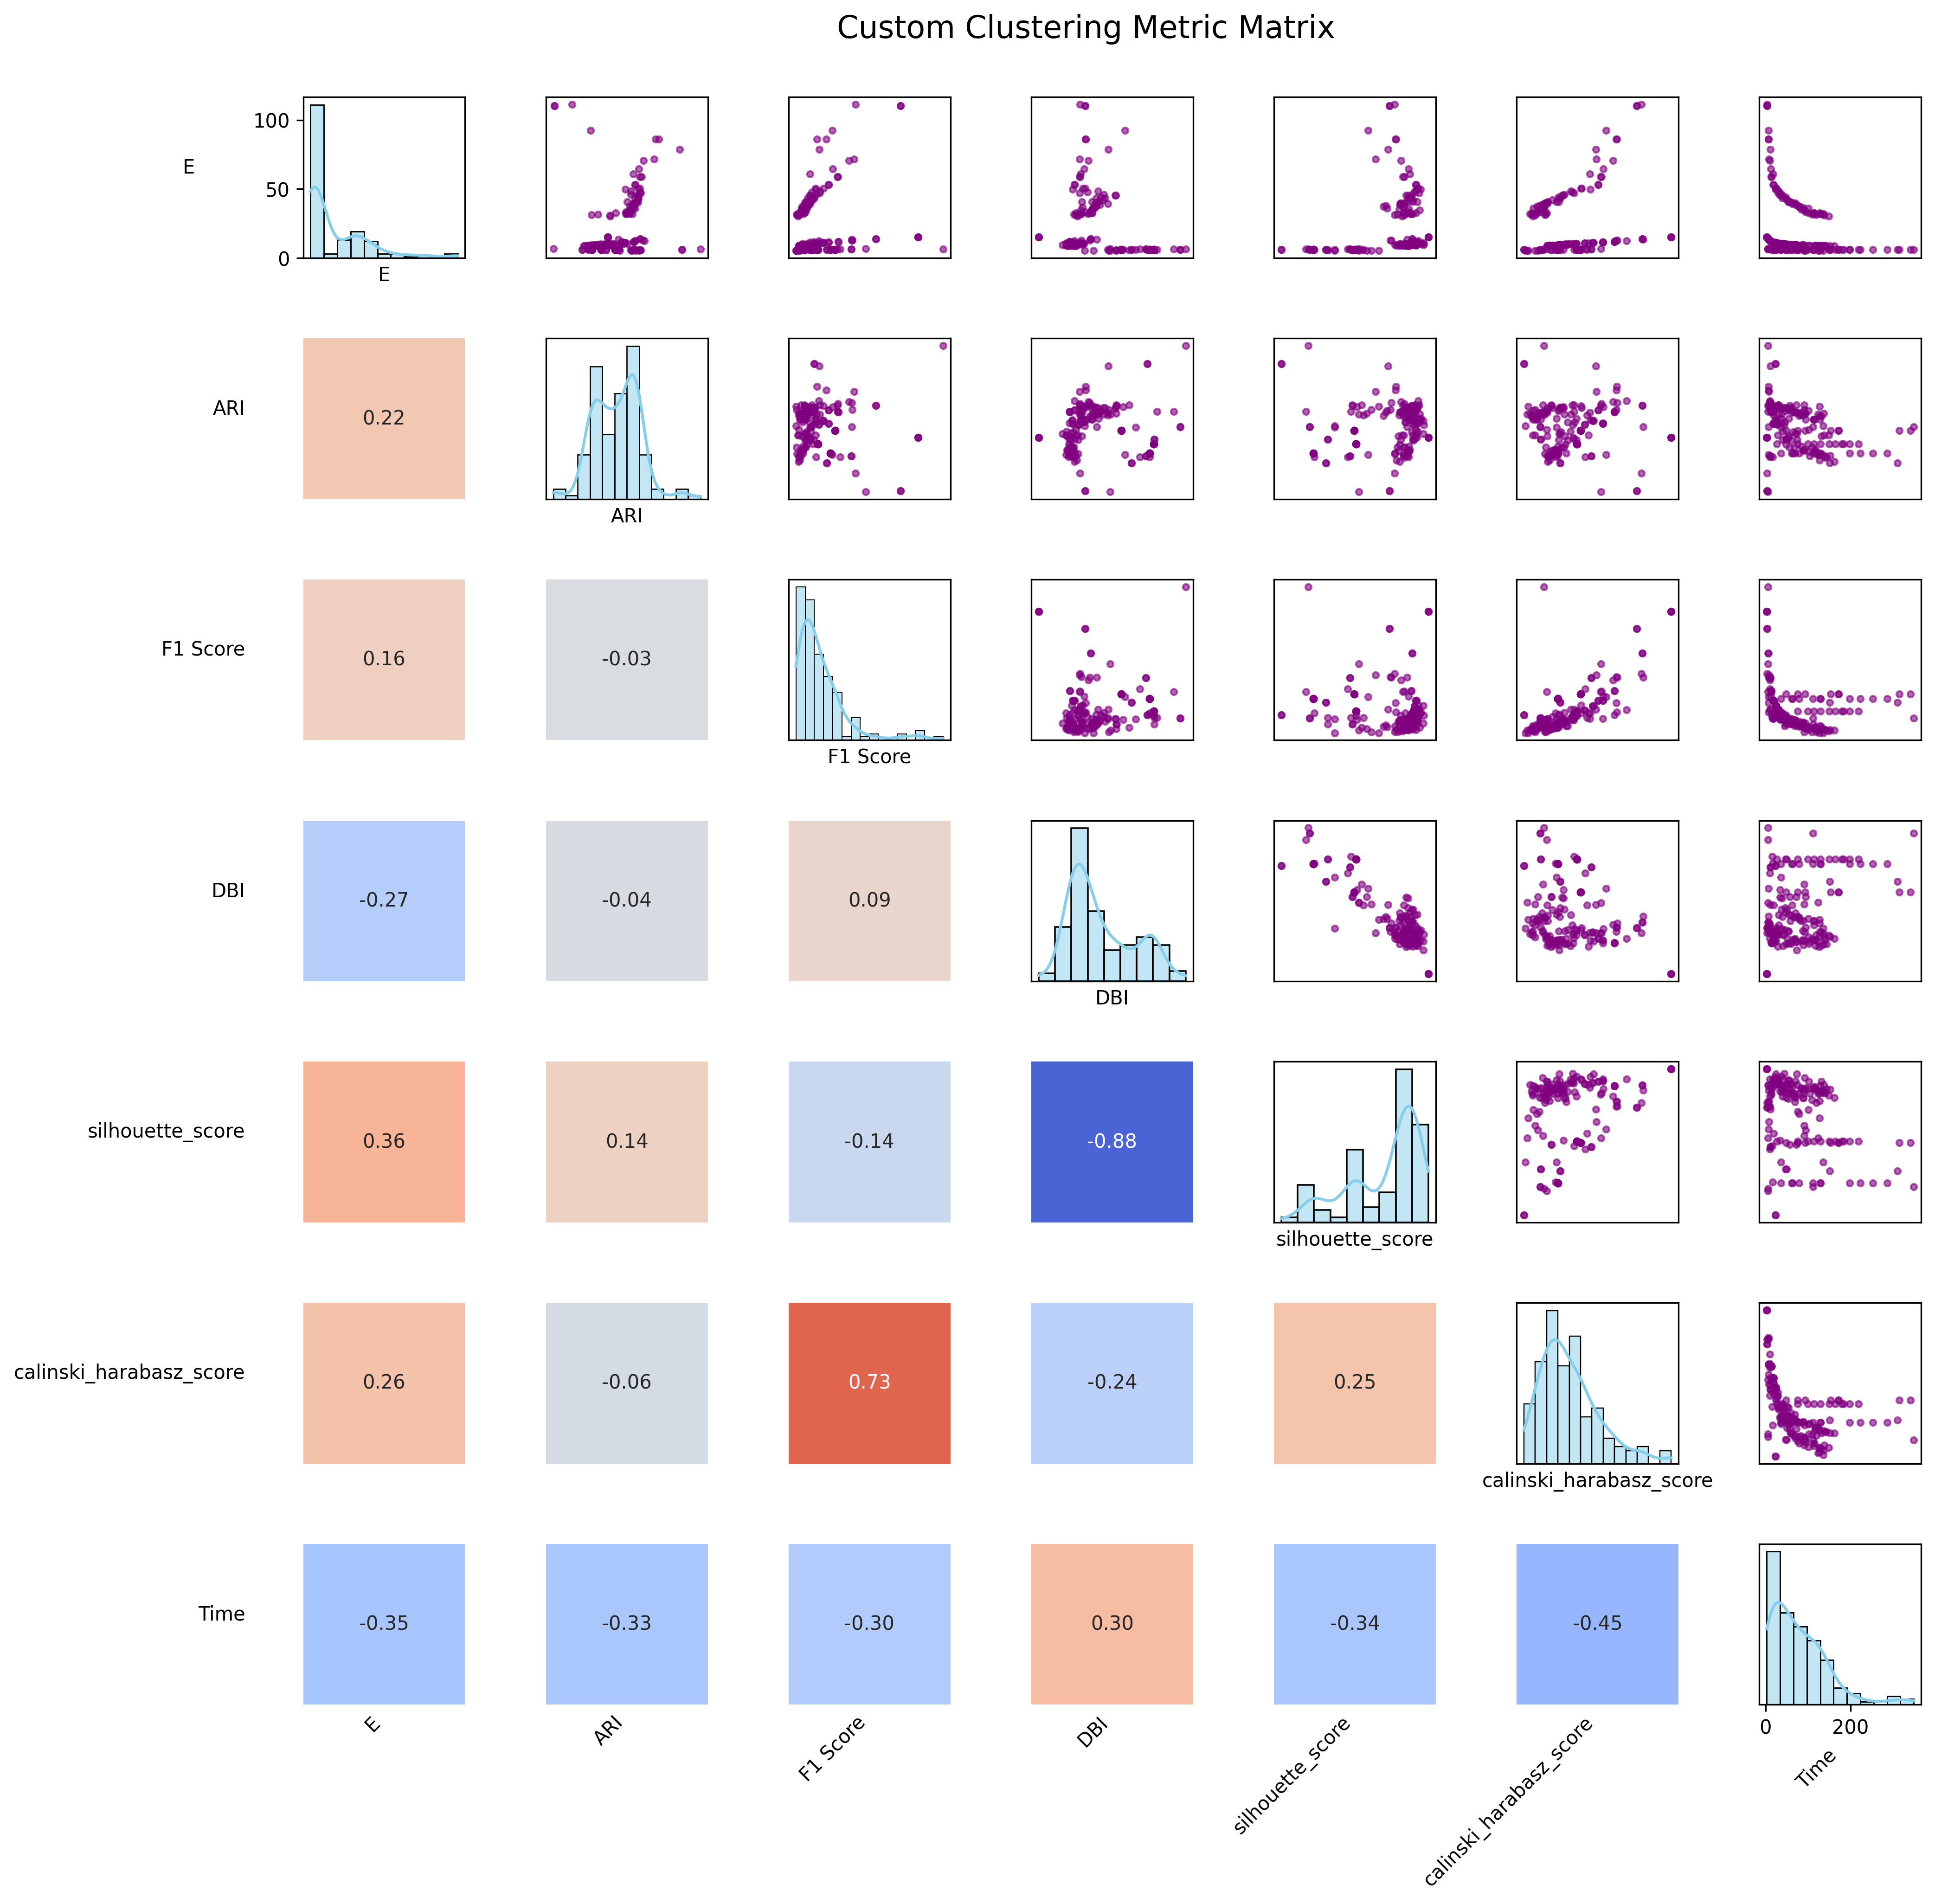 Custom Clustering Metric Matrix
E
100
50
0
E
ARI
0.22
ARI
F1 Score
0.16
-0.03
F1 Score
DBI
-0.27
-0.04
0.09
DBI
silhouette_score
0.36
0.14
-0.14
-0.88
silhouette_score
calinski_harabasz_score
0.26
-0.06
0.73
-0.24
0.25
calinski_harabasz_score
Time
-0.35
-0.33
-0.30
0.30
-0.34
-0.45
0
200
E
ARI
F1 Score
DBI
silhouette_score
calinski_harabasz_score
Time